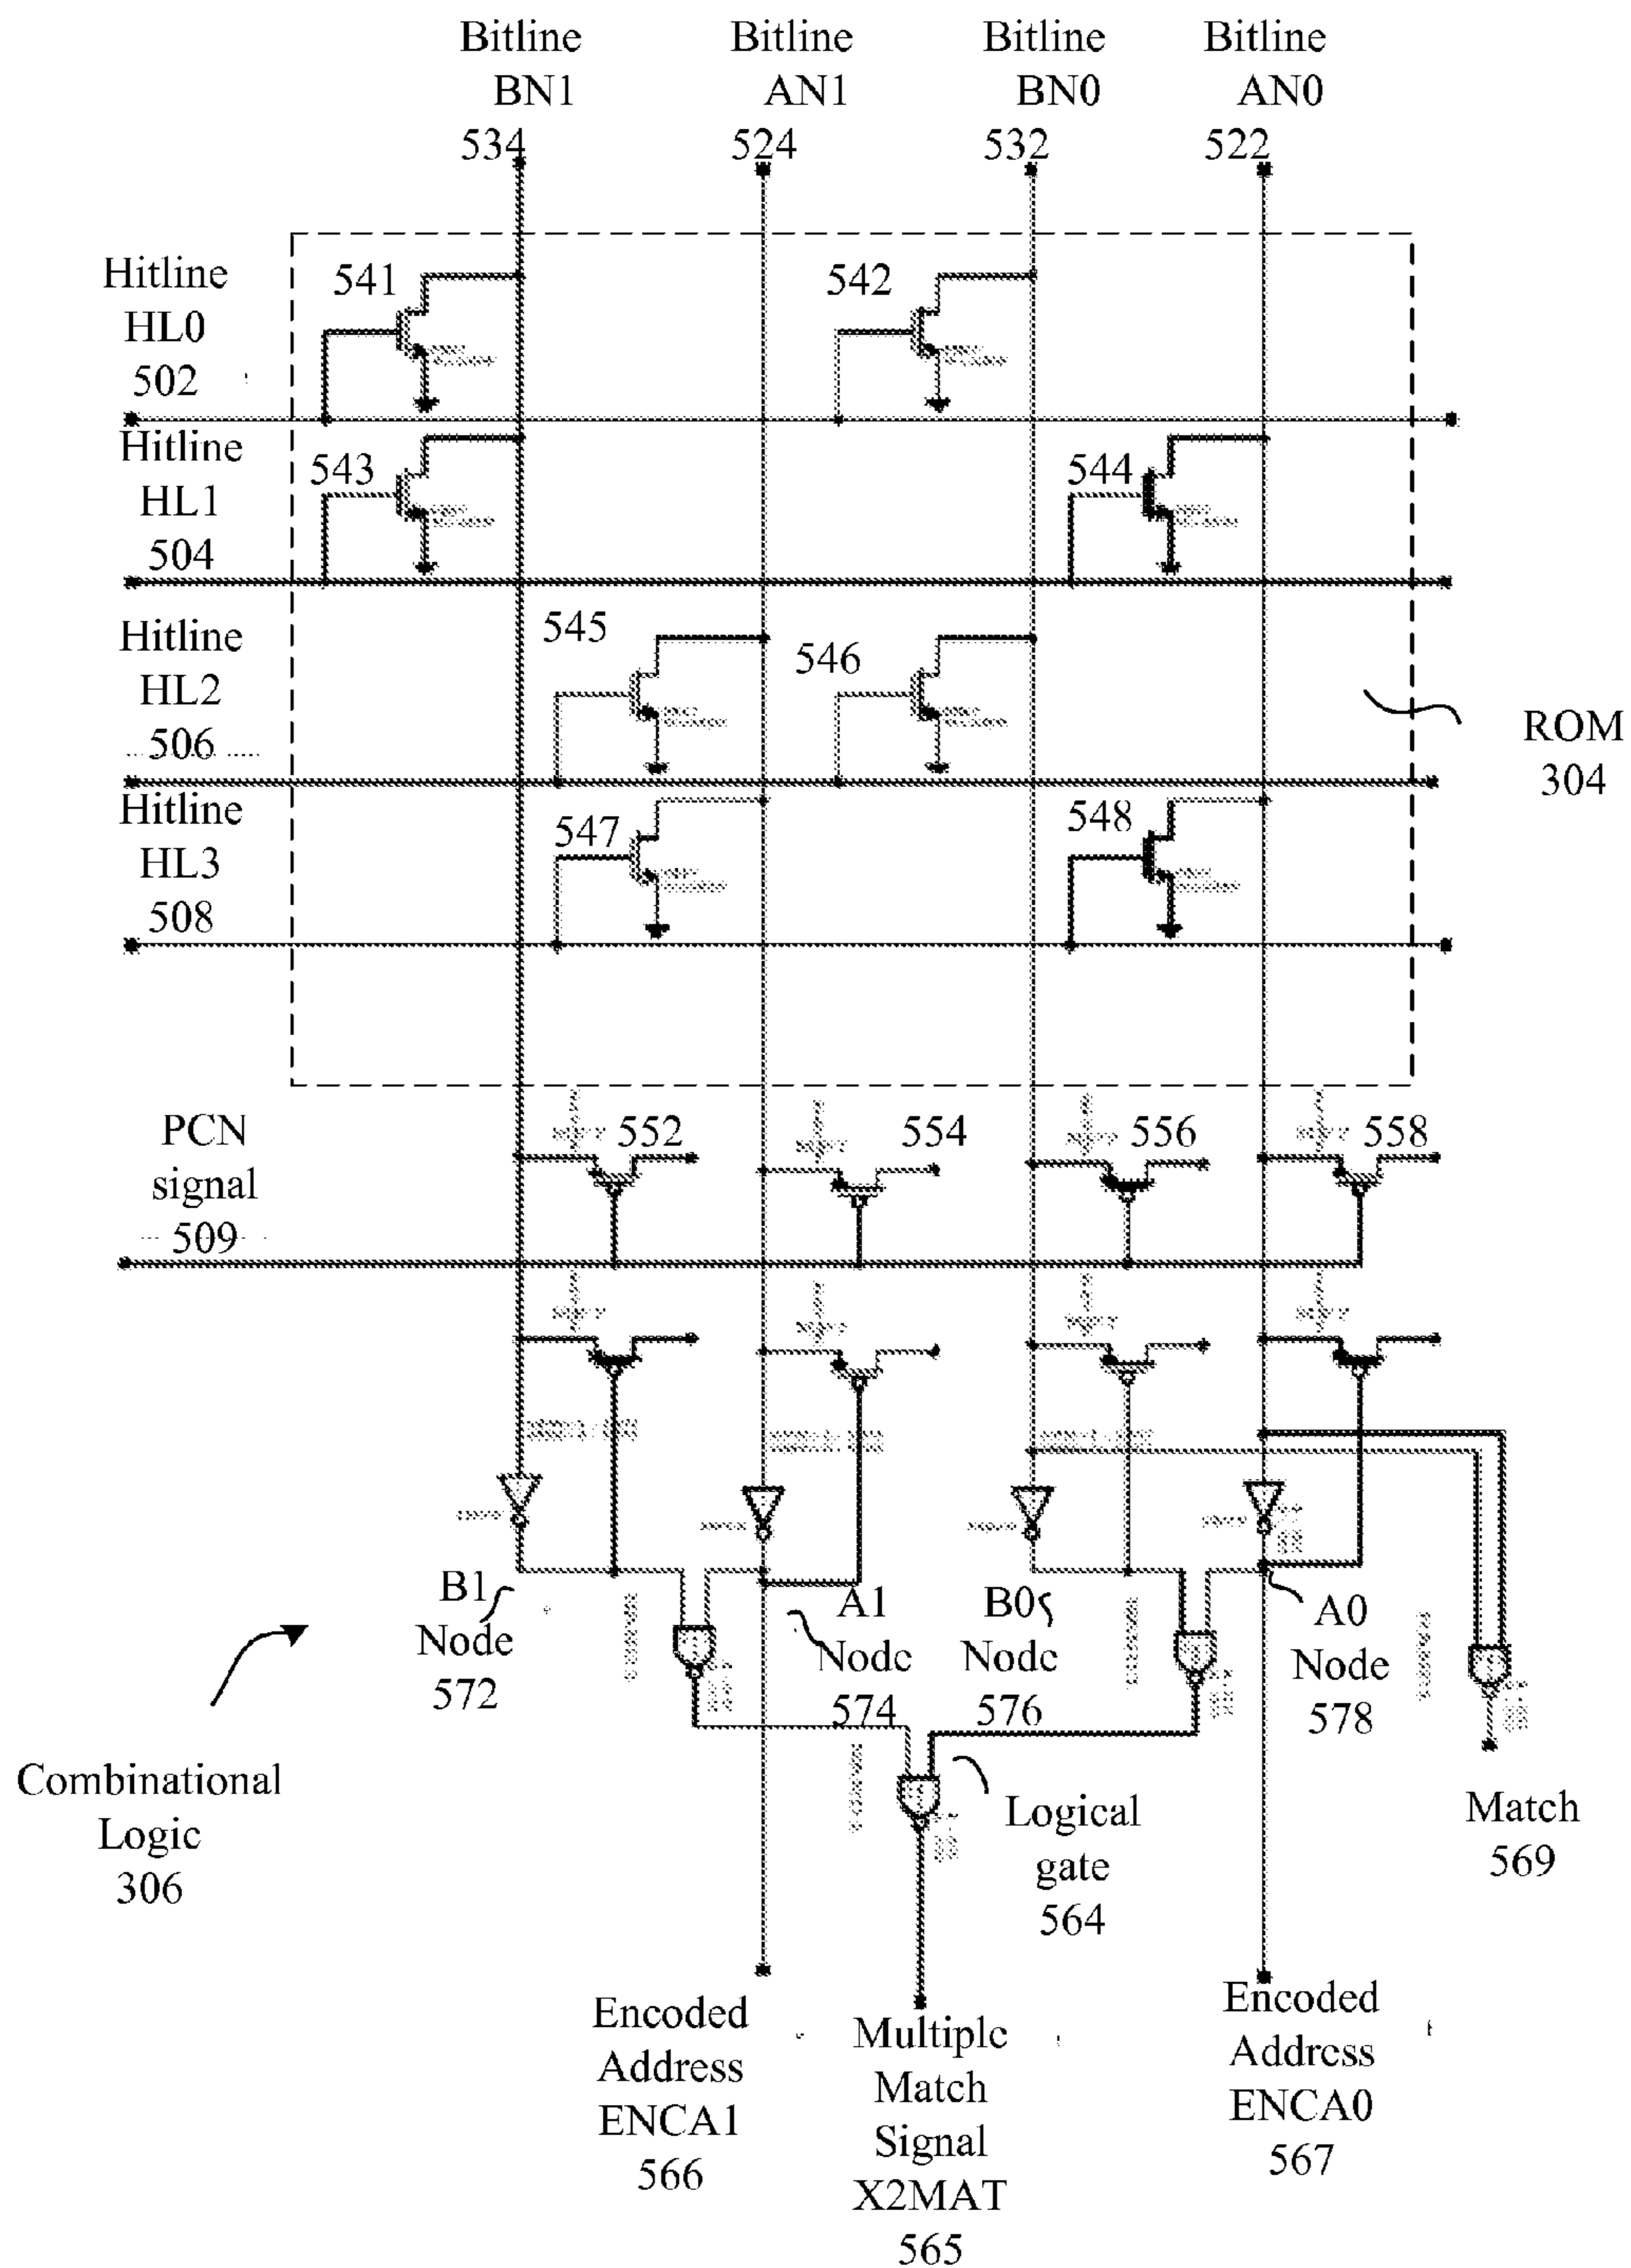 Bitline
BN1
534
Bitline
AN1
524
Bitline
BN0
532
Bitline
AN0
522
Hitline
HL0
502
541
542
Hitline
HL1
504
543
544
Hitline
HL2
506
545
546
ROM
304
Hitline
HL3
508
547
548
PCN
signal
509
552
554
556
558
B1
Node
572
A1
Node
574
B0
Node
576
A0
Node
578
Combinational
Logic
306
Logical
gate
564
Match
569
Encoded
Address
ENCA1
566
Multiple
Match
Signal
X2MAT
565
Encoded
Address
ENCA0
567